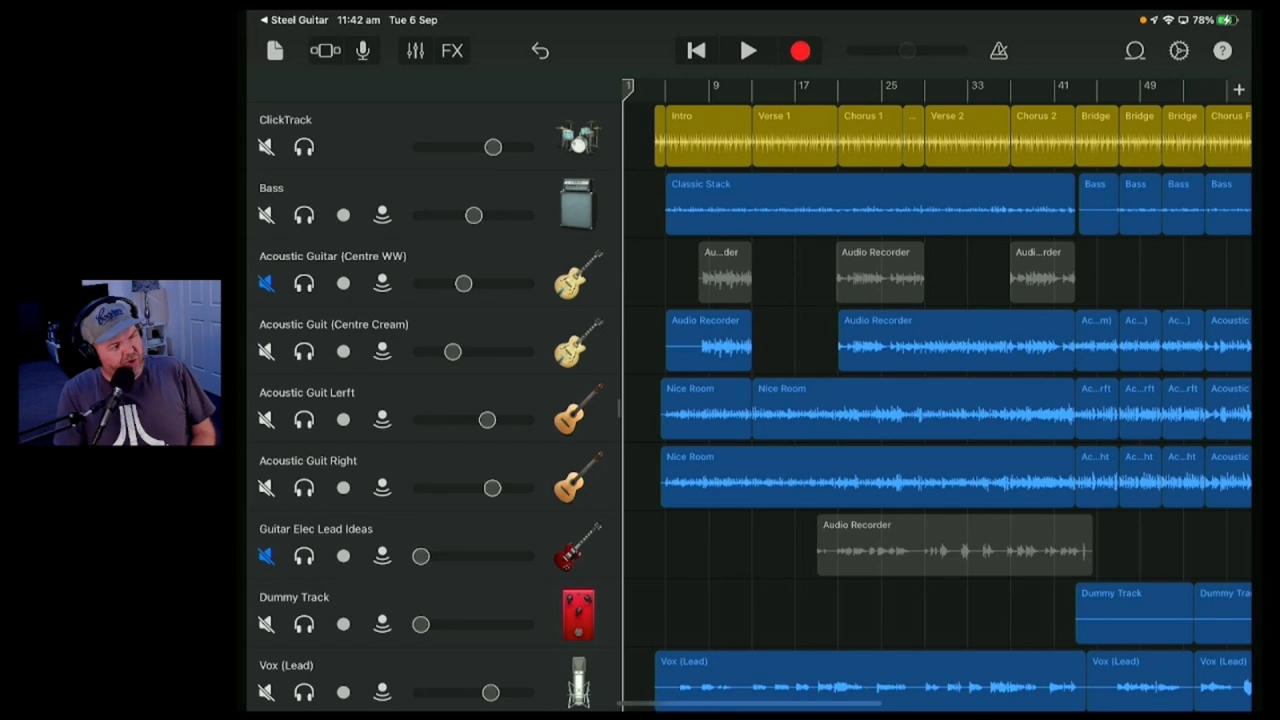 Steel Guitar 11:42 am Tue 6 Sep 78%
FX
?
1 9 17 25 33 41 49 +
ClickTrack
Intro Verse 1 Chorus 1 ... Verse 2 Chorus 2 Bridge Bridge Bridge Chorus F
Bass
Classic Stack Bass Bass Bass Bass
Acoustic Guitar (Centre WW)
Au...der Audio Recorder Audi...rder
Acoustic Guit (Centre Cream)
Audio Recorder Audio Recorder Ac...m) Ac...) Ac...) Acoustic
Acoustic Guit Lerft
Nice Room Nice Room Ac...rft Ac...rft Ac...rft Acoustic
Acoustic Guit Right
Nice Room Ac...ht Ac...ht Ac...ht Acoustic
Guitar Elec Lead Ideas
Audio Recorder
Dummy Track
Dummy Track Dummy Tra
Vox (Lead)
Vox (Lead) Vox (Lead) Vox (Lead)